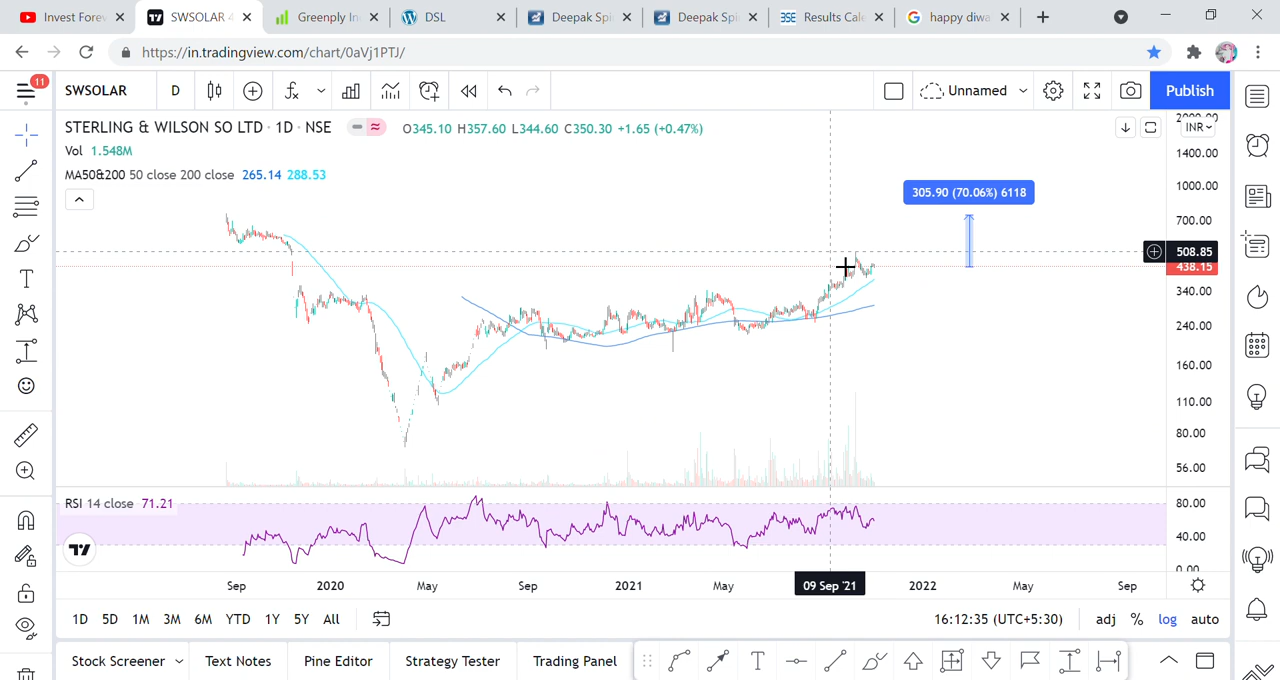 Invest Forev
SWSOLAR 4
Greenply In
DSL
Deepak Spi
Deepak Spi
BSE Results Cale
happy diwa
https://in.tradingview.com/chart/0aVj1PTJ/
11
SWSOLAR D
Unnamed
Publish
STERLING & WILSON SO LTD · 1D · NSE O345.10 H357.60 L344.60 C350.30 +1.65 (+0.47%)
Vol 1.548M
MA50&200 50 close 200 close 265.14 288.53
INR
1400.00
1000.00
305.90 (70.06%) 6118
700.00
508.85
438.15
340.00
240.00
160.00
110.00
80.00
56.00
RSI 14 close 71.21
80.00
40.00
0.00
Sep 2020 May Sep 2021 May 09 Sep '21 2022 May Sep
1D 5D 1M 3M 6M YTD 1Y 5Y All
16:12:35 (UTC+5:30) adj % log auto
Stock Screener Text Notes Pine Editor Strategy Tester Trading Panel